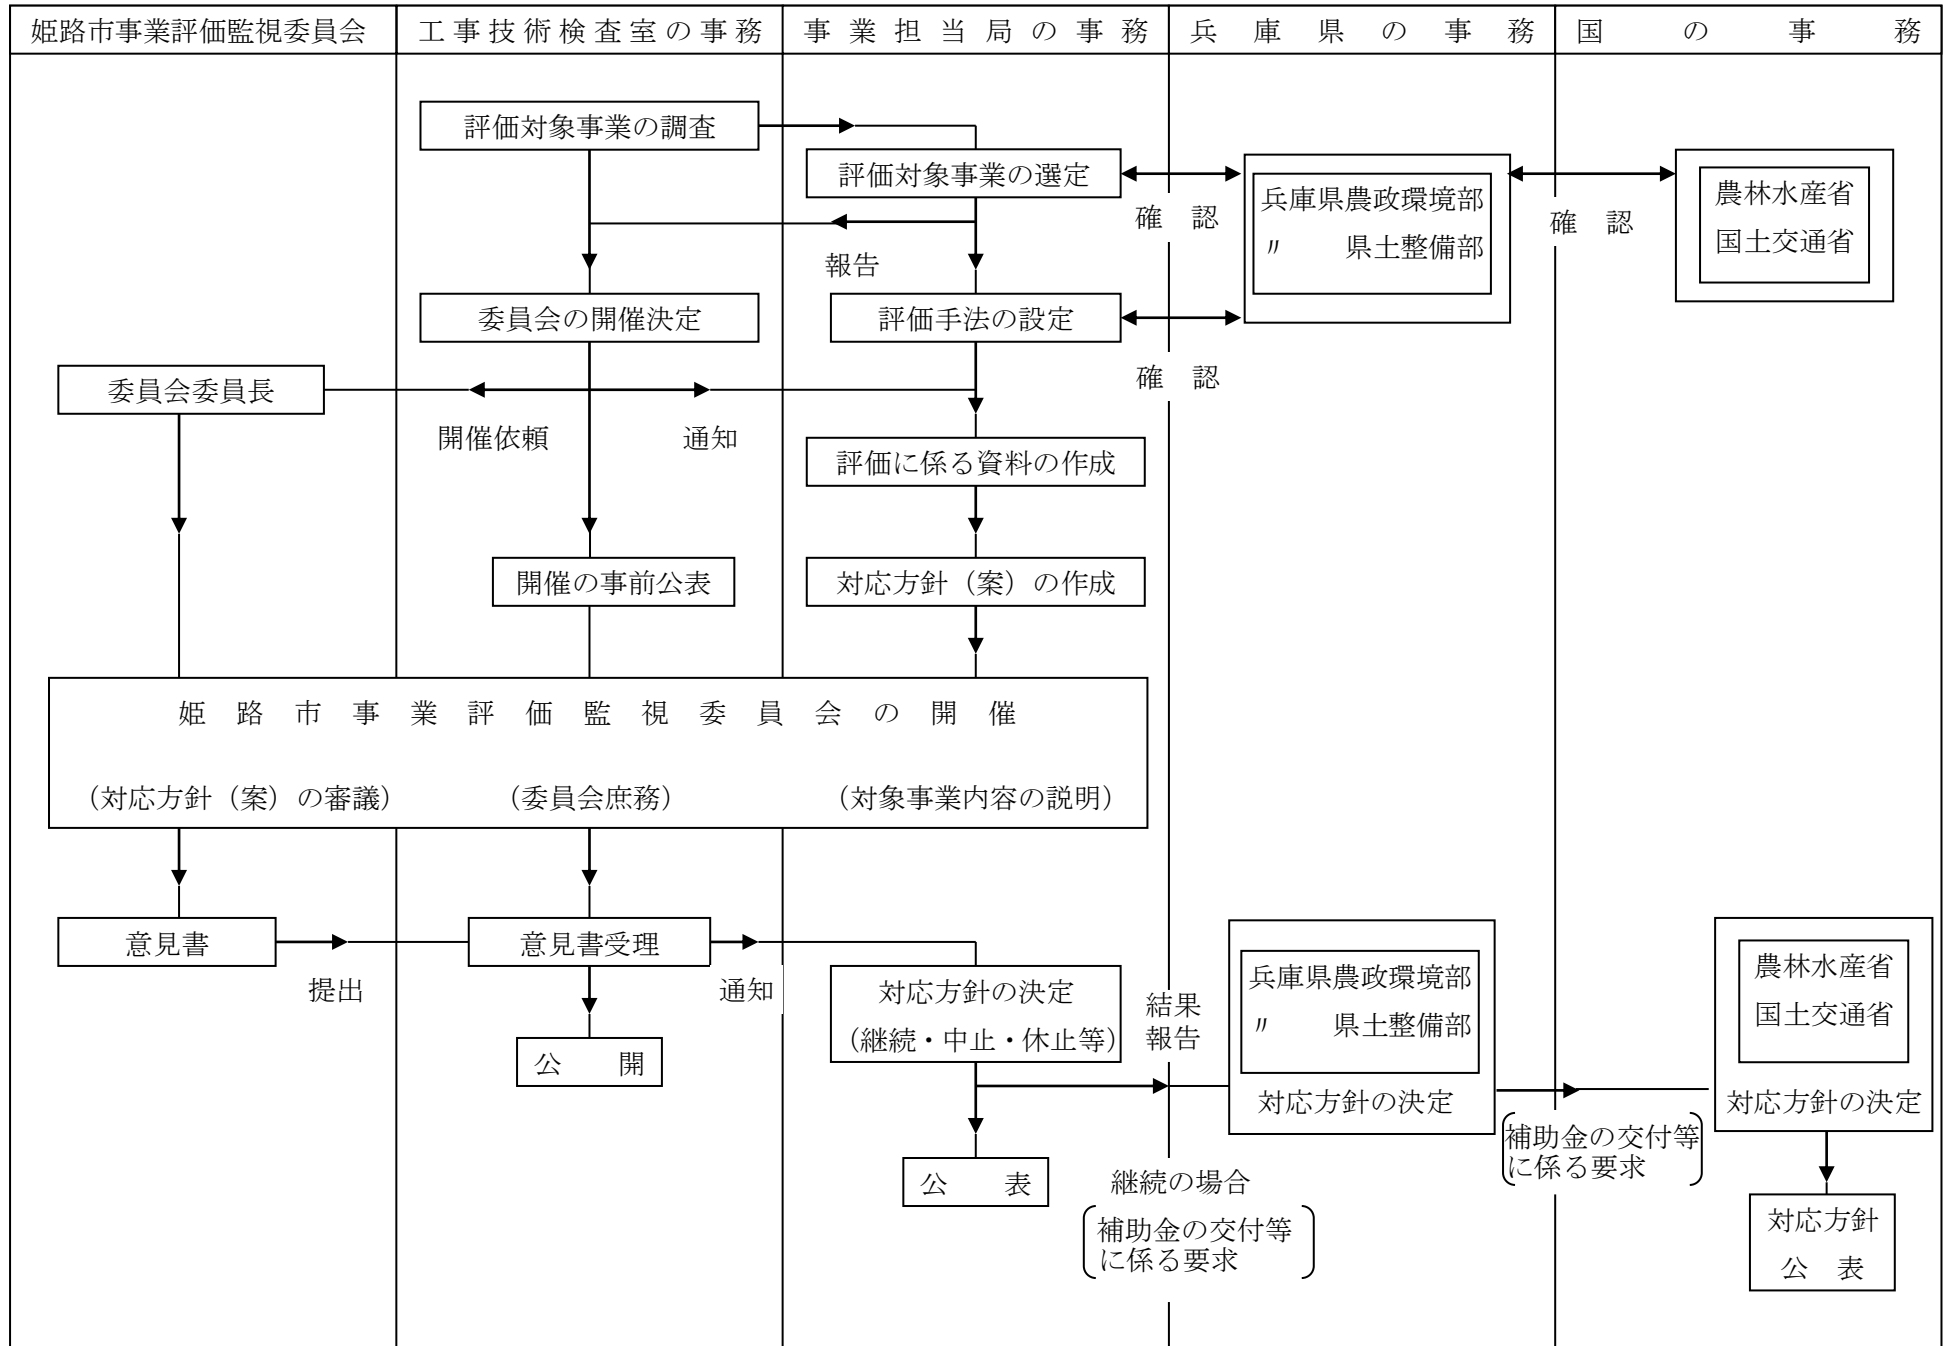 姫路市事業評価監視委員会
工事技術検査室の事務
事業担当局の事務
兵庫県の事務
国の事務
評価対象事業の調査
評価対象事業の選定
確　認
兵庫県農政環境部
〃　　県土整備部
確　認
農林水産省
国土交通省
報告
委員会の開催決定
評価手法の設定
確　認
委員会委員長
開催依頼
通知
評価に係る資料の作成
開催の事前公表
対応方針（案）の作成
姫路市事業評価監視委員会の開催
（対応方針（案）の審議）
（委員会庶務）
（対象事業内容の説明）
意見書
提出
意見書受理
通知
公　　開
対応方針の決定
（継続・中止・休止等）
結果
報告
公　　表
継続の場合
補助金の交付等
に係る要求
兵庫県農政環境部
〃　　県土整備部
対応方針の決定
補助金の交付等
に係る要求
農林水産省
国土交通省
対応方針の決定
対応方針
公　表